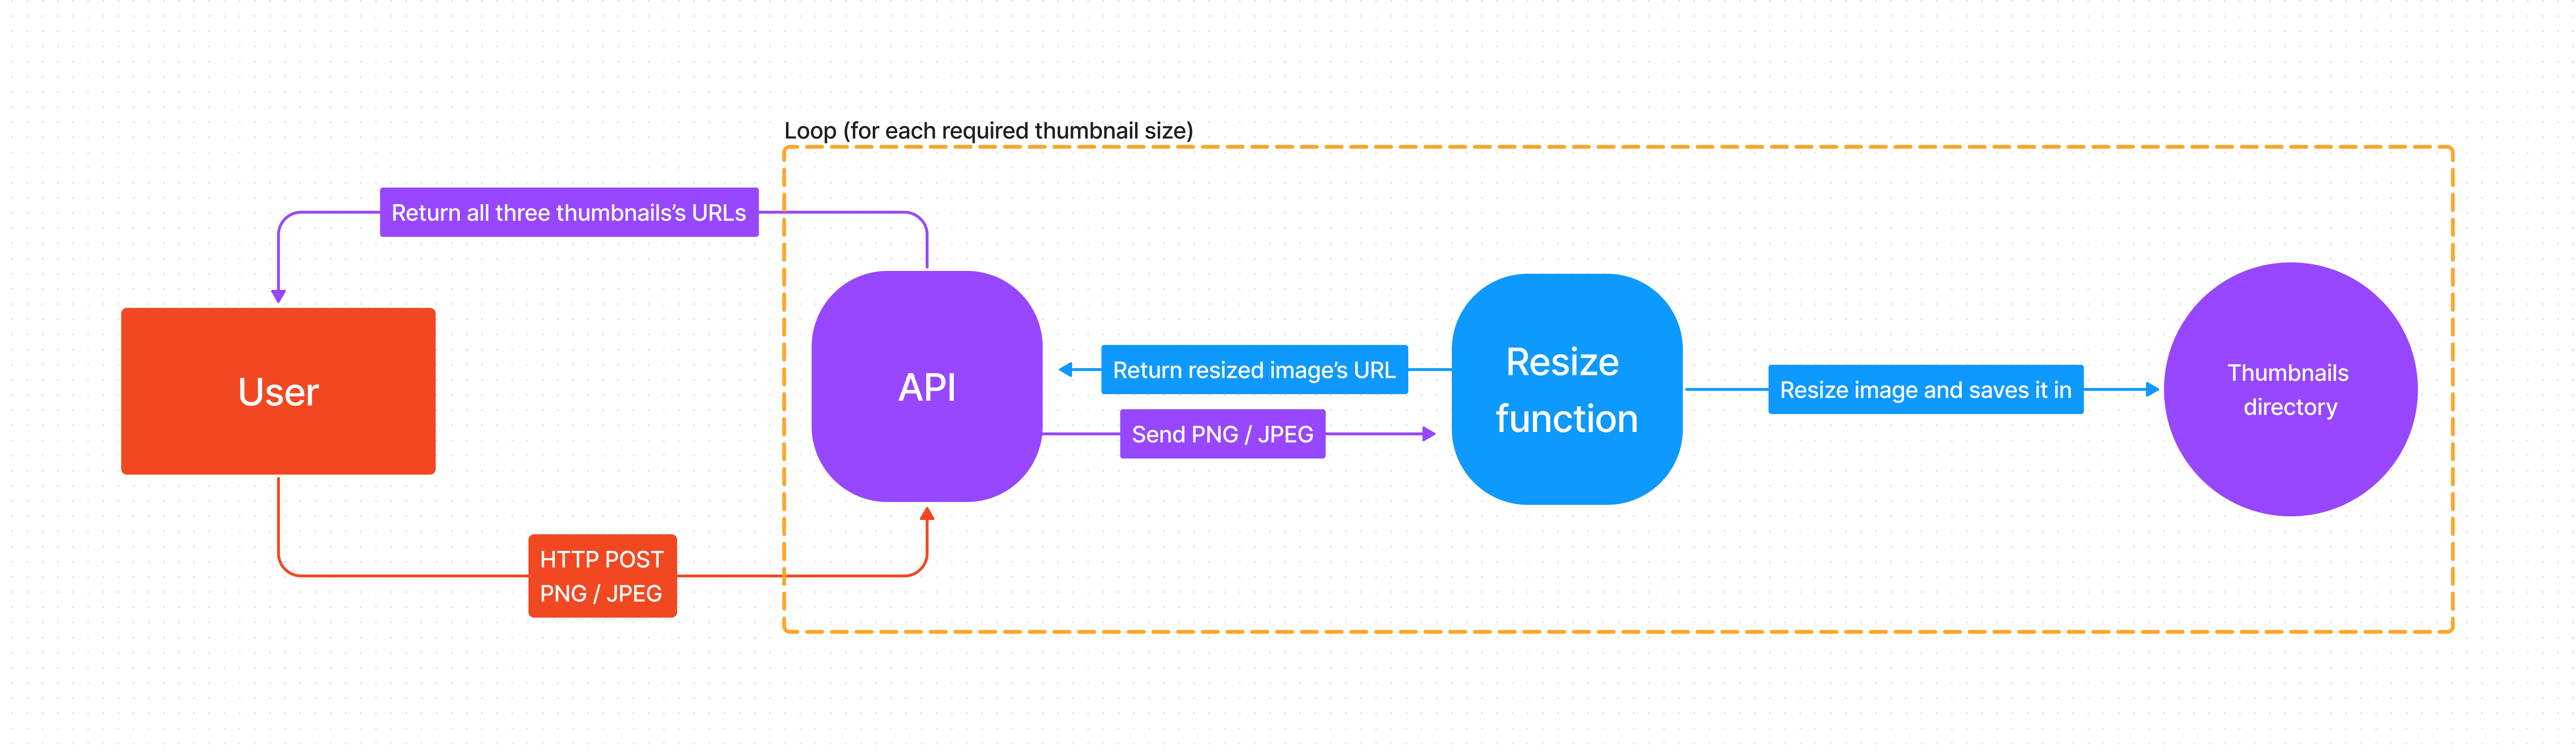 Loop (for each required thumbnail size)
Return all three thumbnails’s URLs
User
API
Return resized image’s URL
Send PNG / JPEG
Resize
function
Resize image and saves it in
Thumbnails
directory
HTTP POST
PNG / JPEG